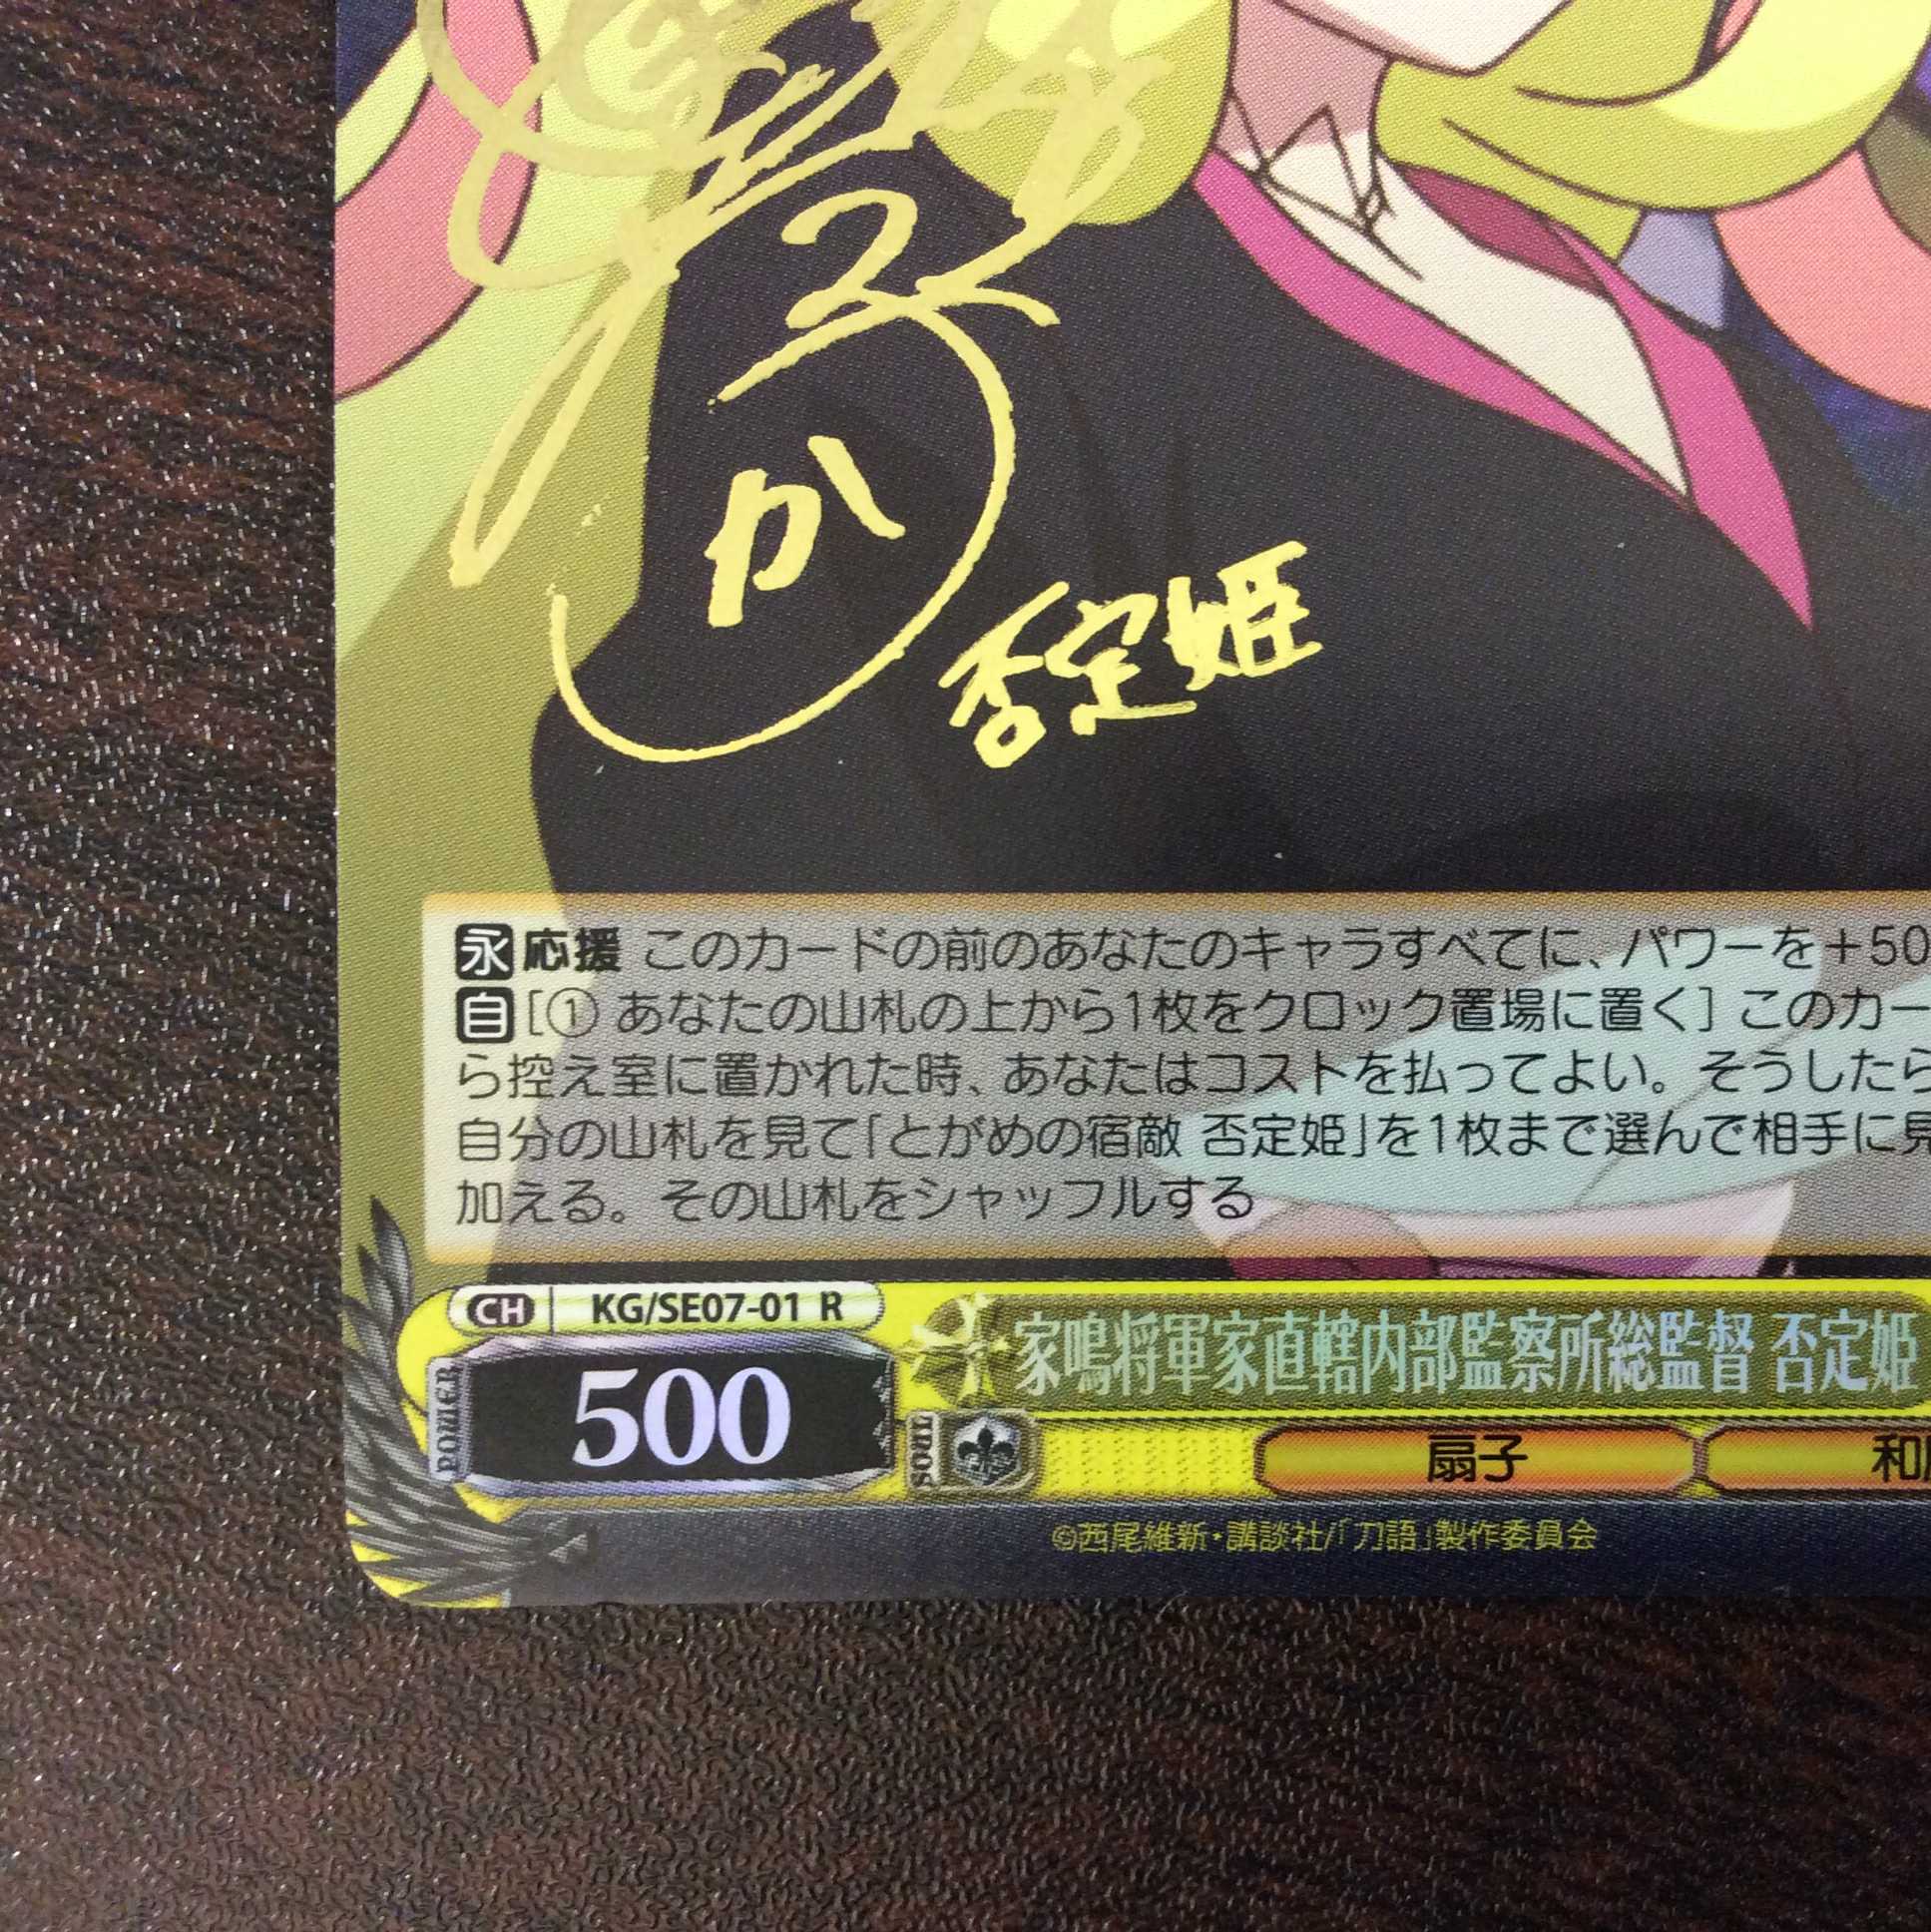 か
否定姫
永 応援 このカードの前のあなたのキャラすべてに、パワーを+50
自 [① あなたの山札の上から1枚をクロック置場に置く] このカー
ら控え室に置かれた時、あなたはコストを払ってよい。そうしたら
自分の山札を見て「とがめの宿敵 否定姫」を1枚まで選んで相手に見
加える。その山札をシャッフルする
CH KG/SE07-01 R
家鳴将軍家直轄内部監察所総監督 否定姫
POWER 500
SOUL 扇子 和服
©西尾維新・講談社/「刀語」製作委員会